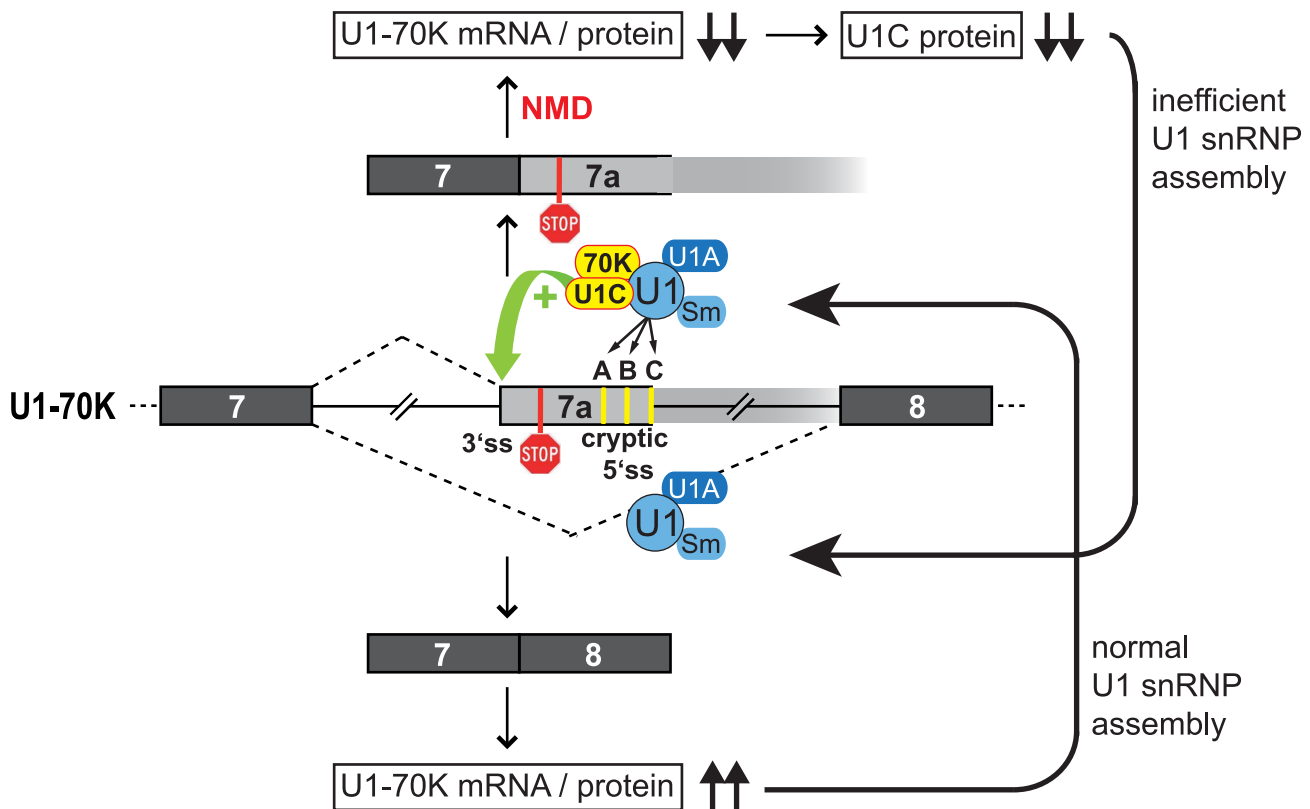 U1-70K mRNA / protein
U1C protein
inefficient
U1 snRNP
assembly
NMD
7
7a
STOP
70K
U1A
U1C
U1
+
Sm
A B C
U1-70K
7
7a
8
3‘ss
STOP
cryptic
5‘ss
U1A
U1
Sm
7
8
normal
U1 snRNP
assembly
U1-70K mRNA / protein